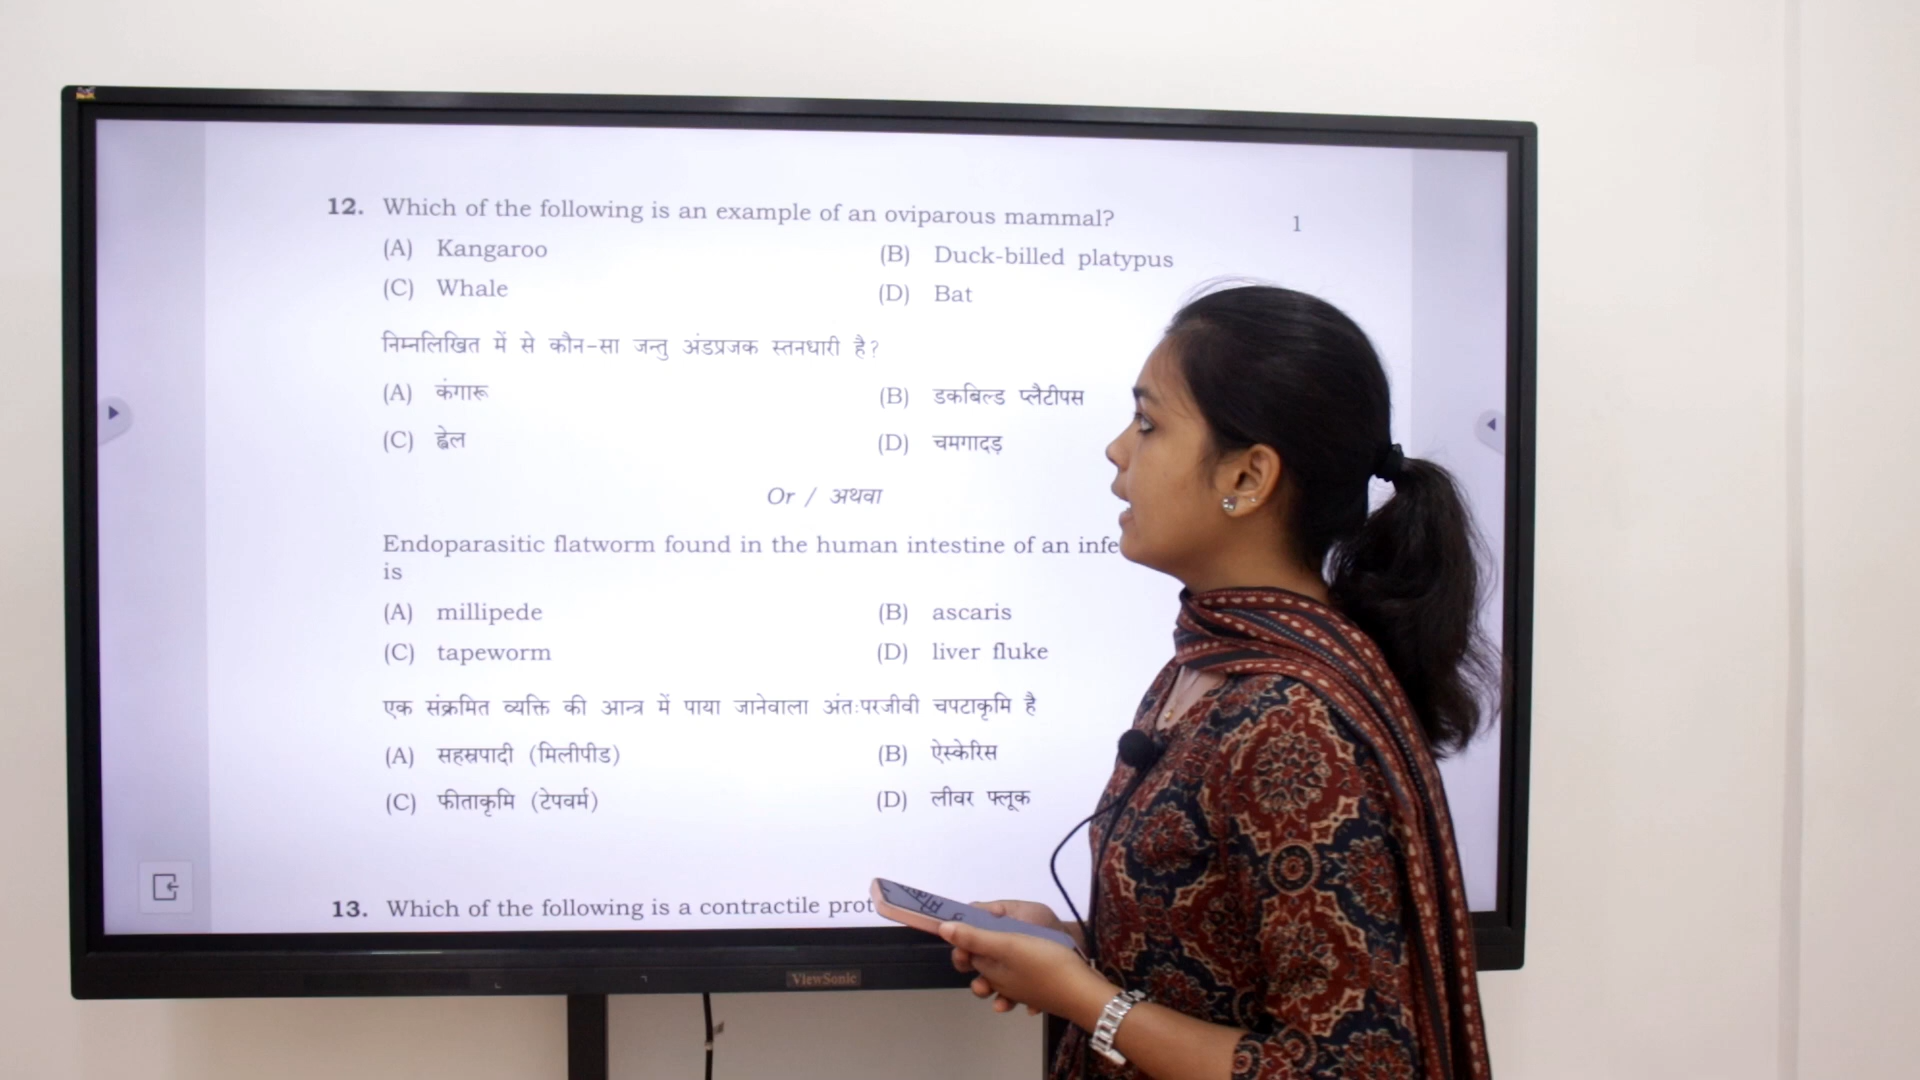 12. Which of the following is an example of an oviparous mammal? 1
(A) Kangaroo (B) Duck-billed platypus
(C) Whale (D) Bat
निम्नलिखित में से कौन-सा जन्तु अंडप्रजक स्तनधारी है?
(A) कंगारू (B) डकबिल्ड प्लैटीपस
(C) ह्वेल (D) चमगादड़
Or / अथवा
Endoparasitic flatworm found in the human intestine of an infe
is
(A) millipede (B) ascaris
(C) tapeworm (D) liver fluke
एक संक्रमित व्यक्ति की आन्त्र में पाया जानेवाला अंतःपरजीवी चपटाकृमि है
(A) सहस्रपादी (मिलीपीड) (B) ऐस्केरिस
(C) फीताकृमि (टेपवर्म) (D) लीवर फ्लूक
13. Which of the following is a contractile prot
ViewSonic